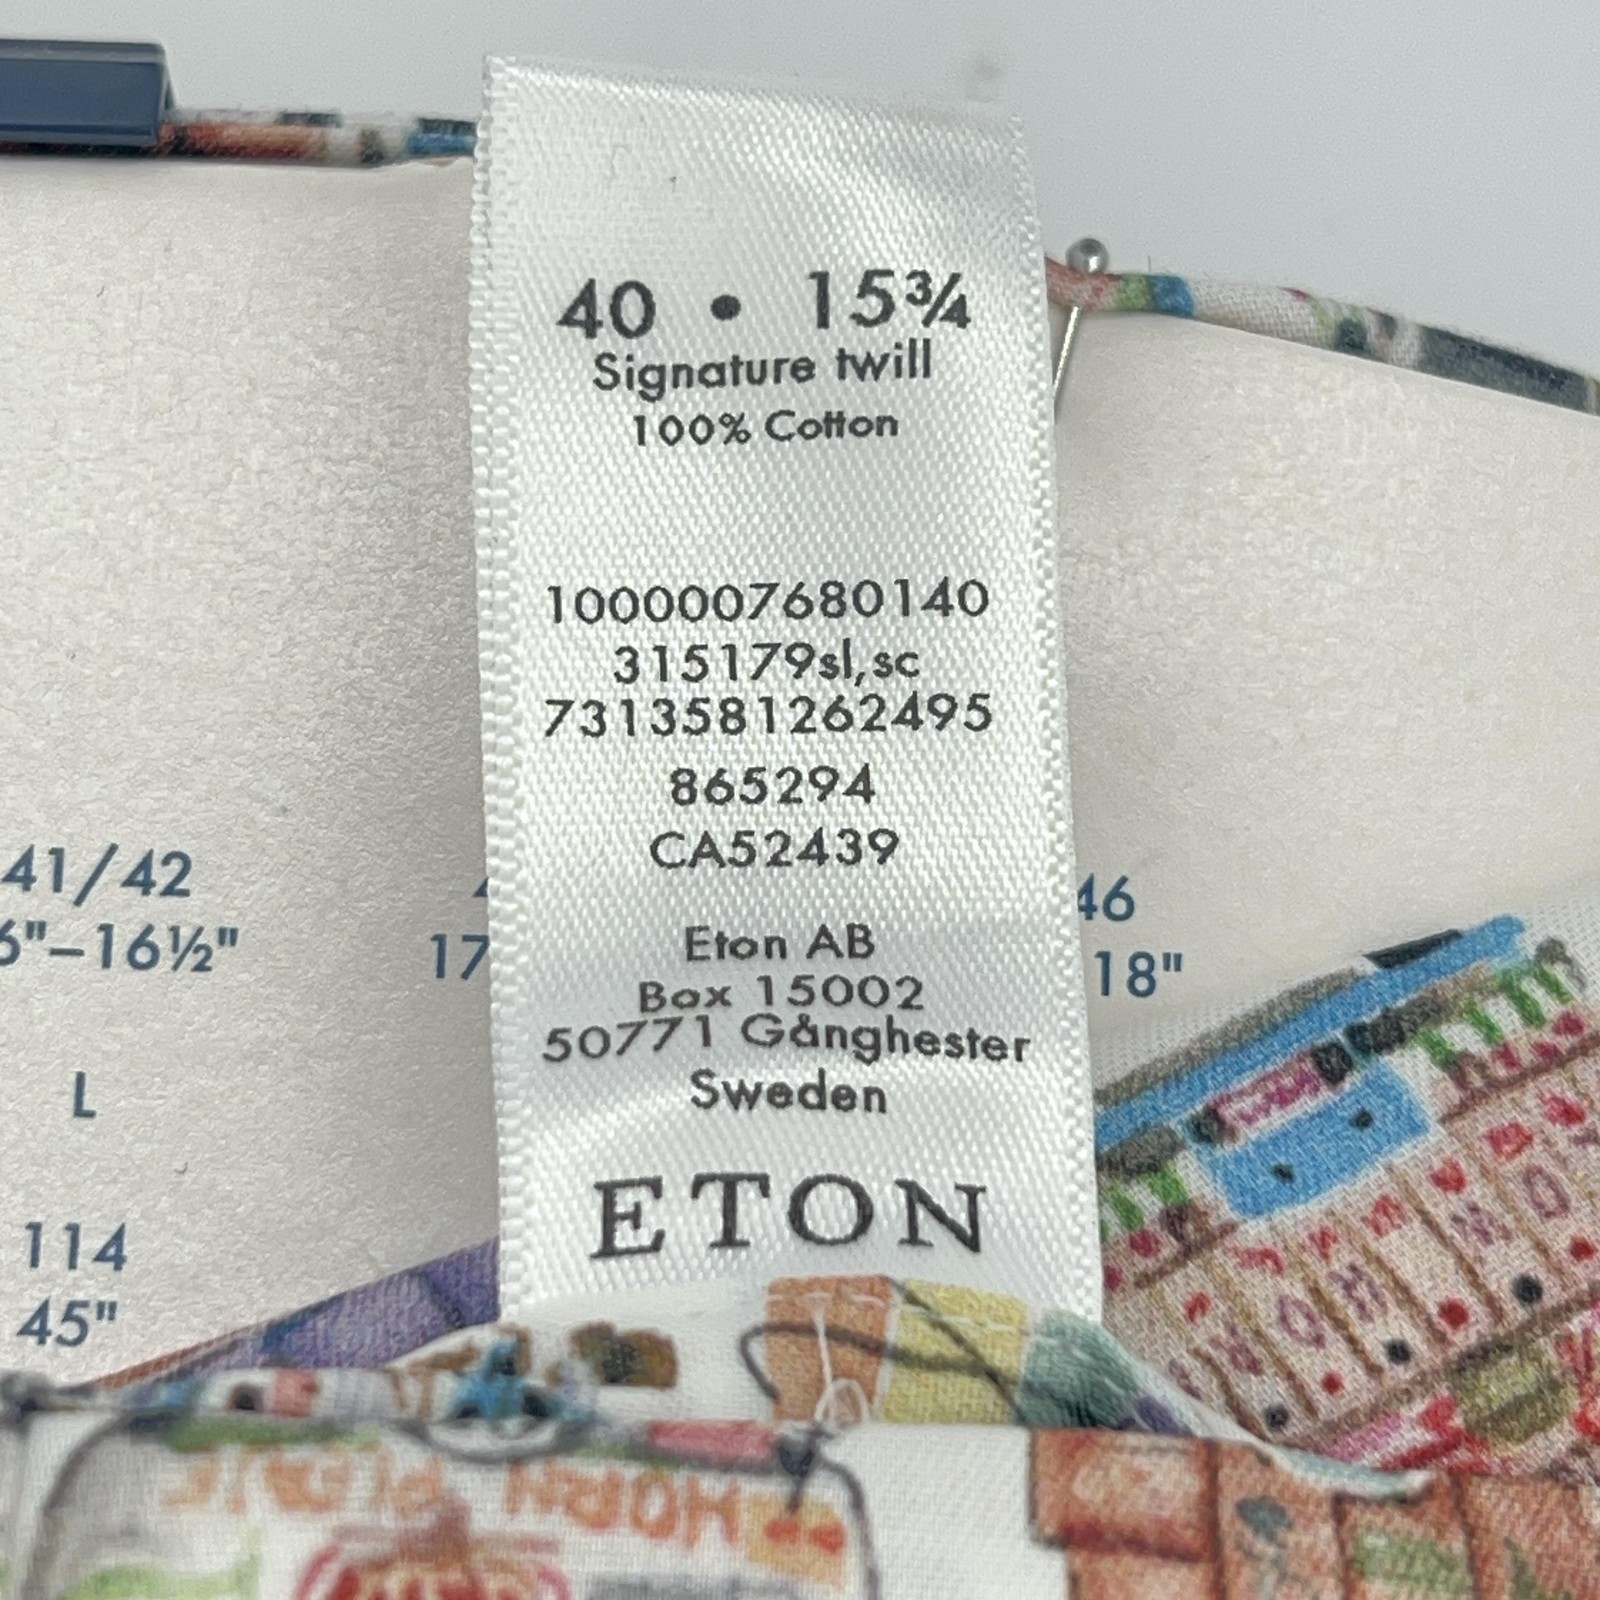 40 • 15¾
Signature twill
100% Cotton
1000007680140
315179sl,sc
7313581262495
865294
CA52439
Eton AB
Box 15002
50771 Gånghester
Sweden
ETON
41/42
6"–16½"
17
46
18"
L
114
45"